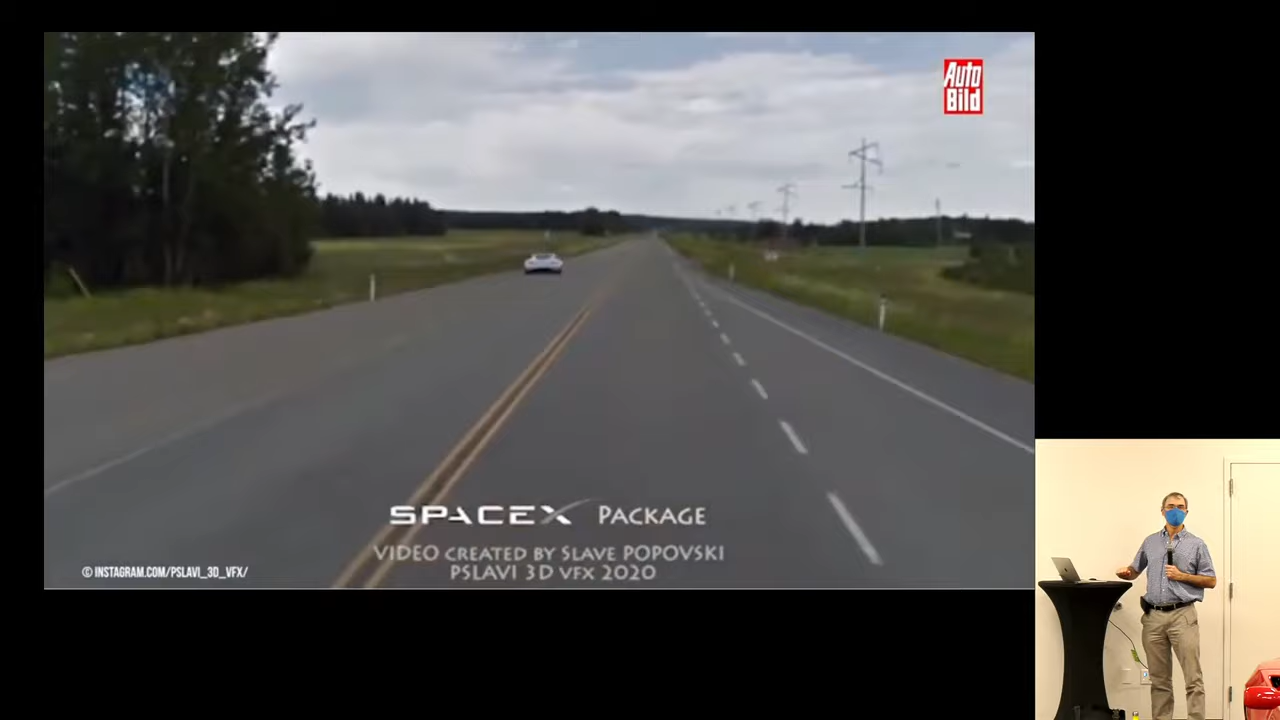 Auto
Bild
SPACEX PACKAGE
VIDEO CREATED BY SLAVE POPOVSKI
PSLAVI 3D VFX 2020
© INSTAGRAM.COM/PSLAVI_3D_VFX/